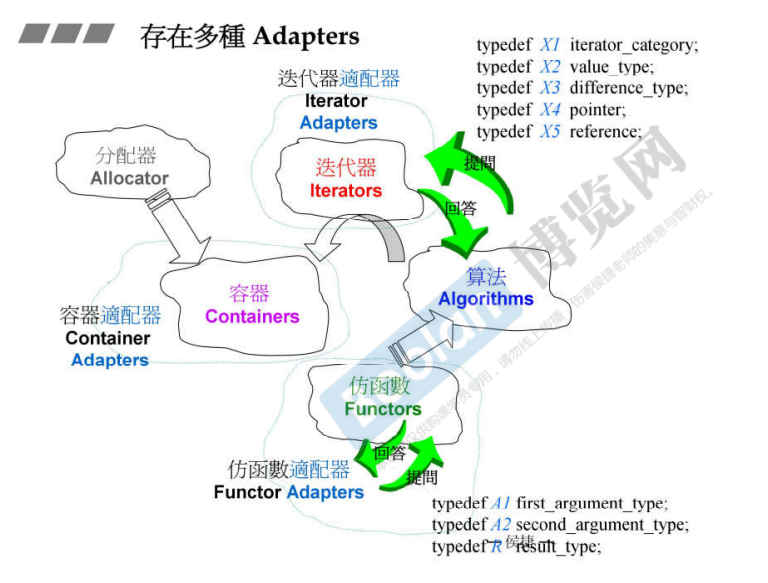 存在多種 Adapters
typedef X1 iterator_category;
typedef X2 value_type;
typedef X3 difference_type;
typedef X4 pointer;
typedef X5 reference;
迭代器適配器
Iterator
Adapters
分配器
Allocator
迭代器
Iterators
提問
回答
算法
Algorithms
容器
Containers
容器適配器
Container
Adapters
仿函數
Functors
回答
提問
仿函數適配器
Functor Adapters
typedef A1 first_argument_type;
typedef A2 second_argument_type;
typedef R result_type;
侯捷
博览网